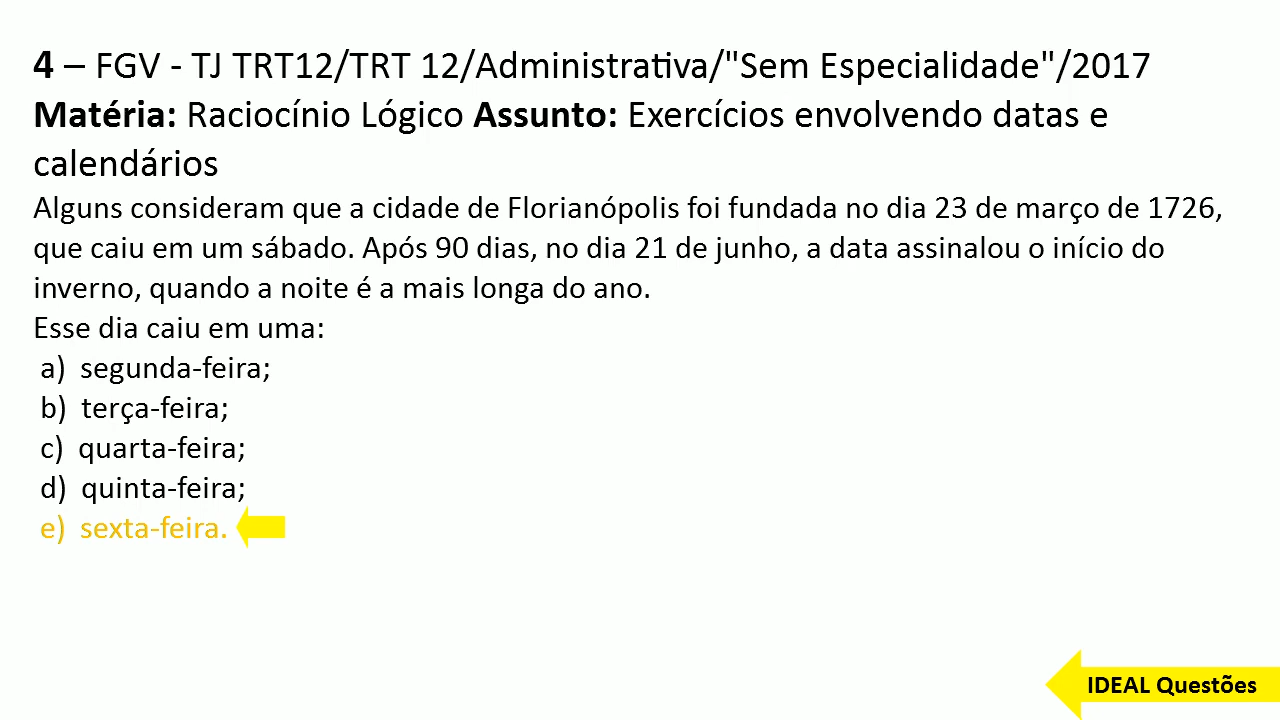 4 – FGV - TJ TRT12/TRT 12/Administrativa/"Sem Especialidade"/2017
Matéria: Raciocínio Lógico Assunto: Exercícios envolvendo datas e
calendários
Alguns consideram que a cidade de Florianópolis foi fundada no dia 23 de março de 1726,
que caiu em um sábado. Após 90 dias, no dia 21 de junho, a data assinalou o início do
inverno, quando a noite é a mais longa do ano.
Esse dia caiu em uma:
a) segunda-feira;
b) terça-feira;
c) quarta-feira;
d) quinta-feira;
e) sexta-feira.
IDEAL Questões